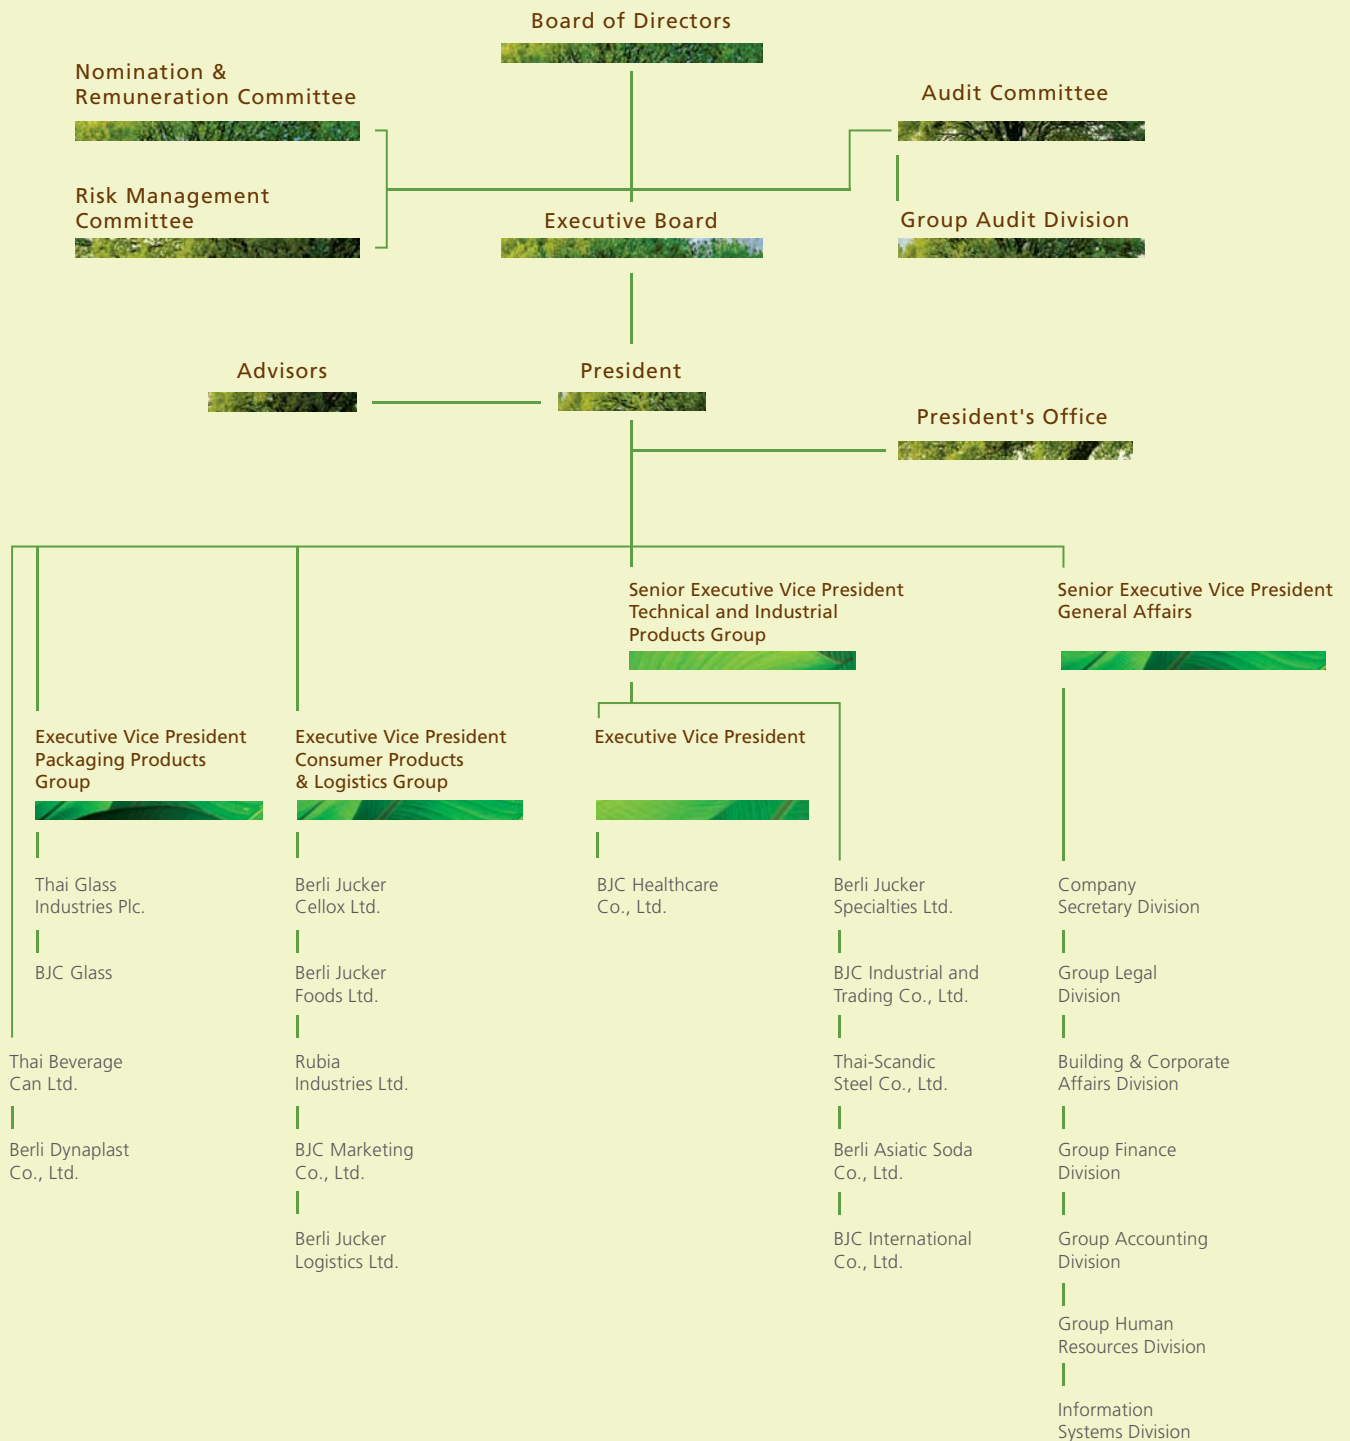 Board of Directors
Nomination &
Remuneration Committee
Audit Committee
Risk Management
Committee
Executive Board
Group Audit Division
Advisors
President
President's Office
Senior Executive Vice President
Technical and Industrial
Products Group
Senior Executive Vice President
General Affairs
Executive Vice President
Packaging Products
Group
Executive Vice President
Consumer Products
& Logistics Group
Executive Vice President
Thai Glass
Industries Plc.
BJC Glass
Thai Beverage
Can Ltd.
Berli Dynaplast
Co., Ltd.
Berli Jucker
Cellox Ltd.
Berli Jucker
Foods Ltd.
Rubia
Industries Ltd.
BJC Marketing
Co., Ltd.
Berli Jucker
Logistics Ltd.
BJC Healthcare
Co., Ltd.
Berli Jucker
Specialties Ltd.
BJC Industrial and
Trading Co., Ltd.
Thai-Scandic
Steel Co., Ltd.
Berli Asiatic Soda
Co., Ltd.
BJC International
Co., Ltd.
Company
Secretary Division
Group Legal
Division
Building & Corporate
Affairs Division
Group Finance
Division
Group Accounting
Division
Group Human
Resources Division
Information
Systems Division